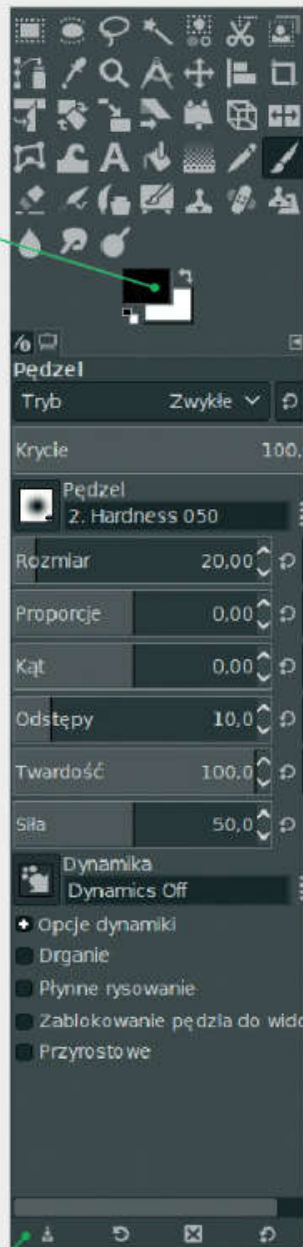 Pędzel
Tryb Zwykłe
Krycie 100,
Pędzel
2. Hardness 050
Rozmiar 20,00
Proporcje 0,00
Kąt 0,00
Odstępy 10,0
Twardość 100,0
Siła 50,0
Dynamika
Dynamics Off
Opcje dynamiki
Drganie
Płynne rysowanie
Zablokowanie pędzla do wido
Przyrostowe